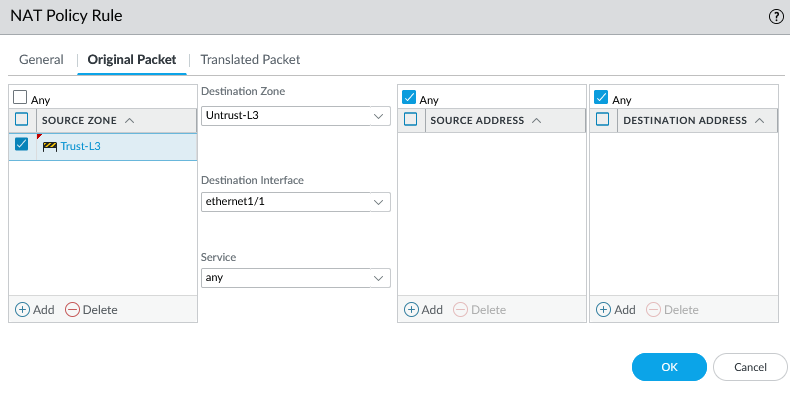 NAT Policy Rule
General
Original Packet
Translated Packet
Any
SOURCE ZONE
Trust-L3
Add
Delete
Destination Zone
Untrust-L3
Destination Interface
ethernet1/1
Service
any
Any
SOURCE ADDRESS
Add
Delete
Any
DESTINATION ADDRESS
Add
Delete
OK
Cancel